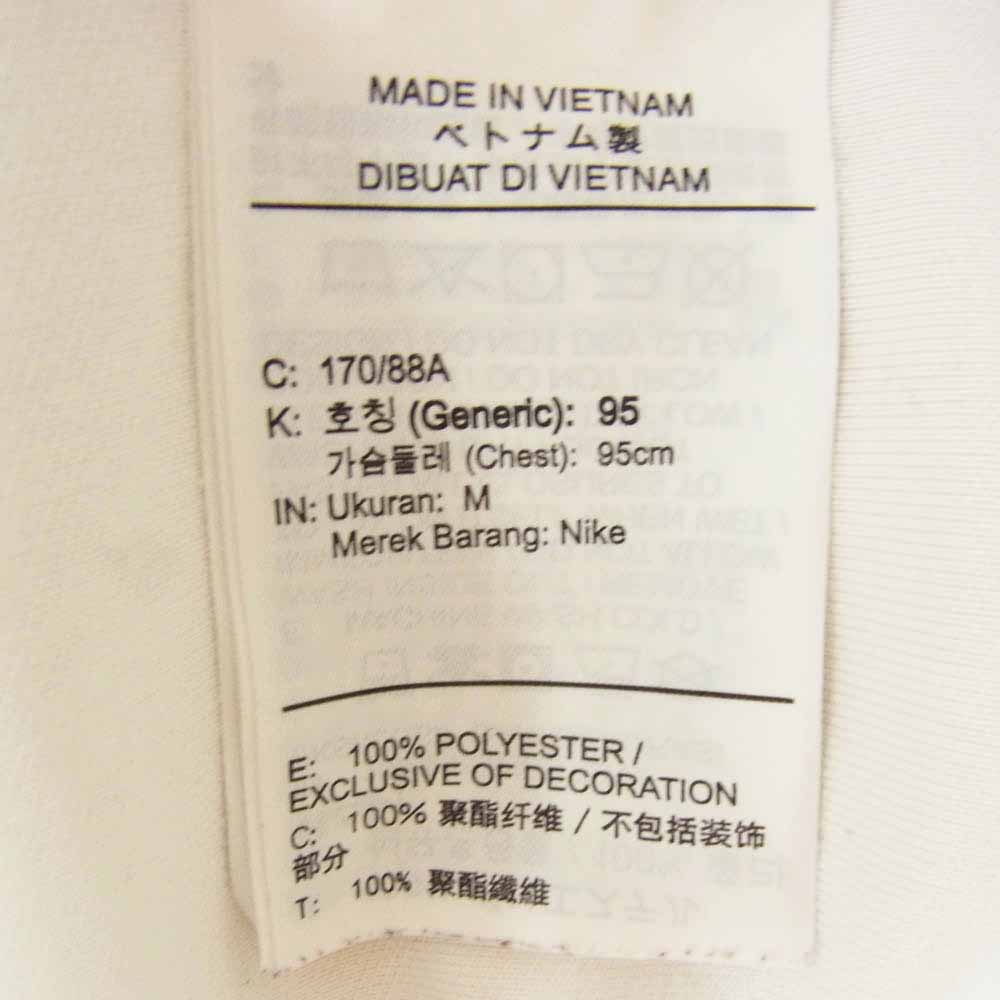 MADE IN VIETNAM
ベトナム製
DIBUAT DI VIETNAM
C: 170/88A
K: 호칭 (Generic): 95
가슴둘레 (Chest): 95cm
IN: Ukuran: M
Merek Barang: Nike
E: 100% POLYESTER /
EXCLUSIVE OF DECORATION
C: 100% 聚酯纤维 / 不包括装饰
部分
T: 100% 聚酯纖維